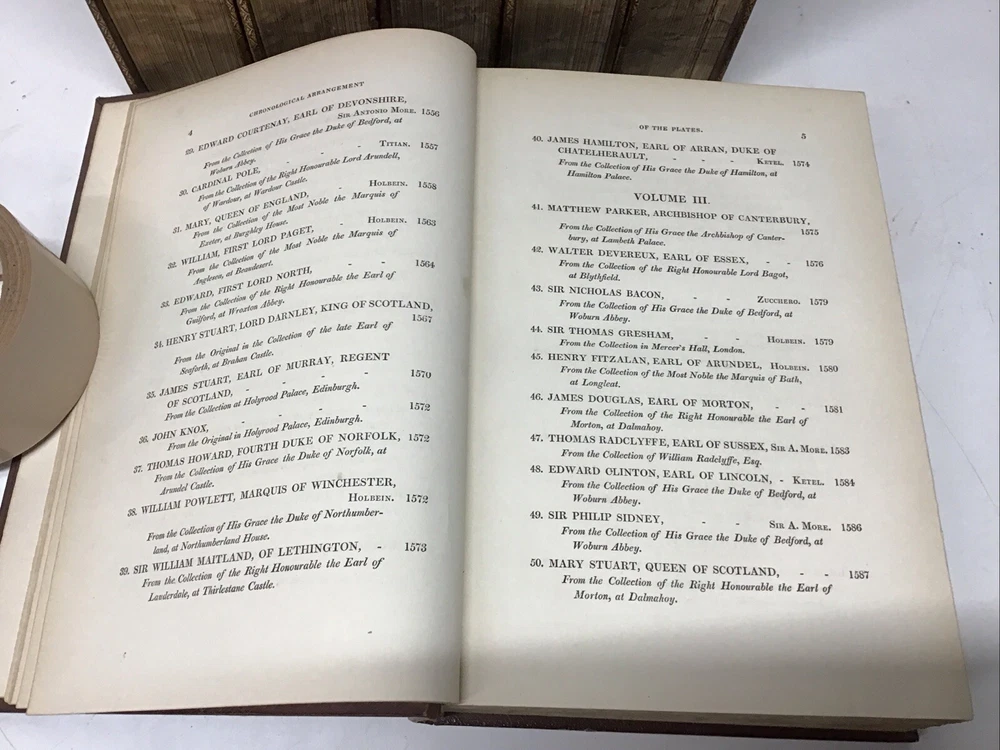 4
CHRONOLOGICAL ARRANGEMENT
29. EDWARD COURTENAY, EARL OF DEVONSHIRE,
SIR ANTONIO MORE. 1556
From the Collection of His Grace the Duke of Bedford, at
Woburn Abbey.
30. CARDINAL POLE, - - - TITIAN. 1557
From the Collection of the Right Honourable Lord Arundell,
of Wardour, at Wardour Castle.
31. MARY, QUEEN OF ENGLAND, - HOLBEIN. 1558
From the Collection of the Most Noble the Marquis of
Exeter, at Burghley House.
32. WILLIAM, FIRST LORD PAGET, - HOLBEIN. 1563
From the Collection of the Most Noble the Marquis of
Anglesea, at Beaudesert.
33. EDWARD, FIRST LORD NORTH, - - 1564
From the Collection of the Right Honourable the Earl of
Guilford, at Wroxton Abbey.
34. HENRY STUART, LORD DARNLEY, KING OF SCOTLAND,
1567
From the Original in the Collection of the late Earl of
Seaforth, at Brahan Castle.
35. JAMES STUART, EARL OF MURRAY, REGENT
OF SCOTLAND, - - - - 1570
From the Collection at Holyrood Palace, Edinburgh.
36. JOHN KNOX, - - - - 1572
From the Original in Holyrood Palace, Edinburgh.
37. THOMAS HOWARD, FOURTH DUKE OF NORFOLK, 1572
From the Collection of His Grace the Duke of Norfolk, at
Arundel Castle.
38. WILLIAM POWLETT, MARQUIS OF WINCHESTER,
HOLBEIN. 1572
From the Collection of His Grace the Duke of Northumber-
land, at Northumberland House.
39. SIR WILLIAM MAITLAND, OF LETHINGTON, - 1573
From the Collection of the Right Honourable the Earl of
Lauderdale, at Thirlestane Castle.
OF THE PLATES. 5
40. JAMES HAMILTON, EARL OF ARRAN, DUKE OF
CHATELHERAULT, - - - KETEL. 1574
From the Collection of His Grace the Duke of Hamilton, at
Hamilton Palace.
VOLUME III.
41. MATTHEW PARKER, ARCHBISHOP OF CANTERBURY,
1575
From the Collection of His Grace the Archbishop of Canter-
bury, at Lambeth Palace.
42. WALTER DEVEREUX, EARL OF ESSEX, - - 1576
From the Collection of the Right Honourable Lord Bagot,
at Blythfield.
43. SIR NICHOLAS BACON, - - ZUCCHERO. 1579
From the Collection of His Grace the Duke of Bedford, at
Woburn Abbey.
44. SIR THOMAS GRESHAM, - - HOLBEIN. 1579
From the Collection in Mercer's Hall, London.
45. HENRY FITZALAN, EARL OF ARUNDEL, HOLBEIN. 1580
From the Collection of the Most Noble the Marquis of Bath,
at Longleat.
46. JAMES DOUGLAS, EARL OF MORTON, - - 1581
From the Collection of the Right Honourable the Earl of
Morton, at Dalmahoy.
47. THOMAS RADCLYFFE, EARL OF SUSSEX, SIR A. MORE. 1583
From the Collection of William Radclyffe, Esq.
48. EDWARD CLINTON, EARL OF LINCOLN, - KETEL. 1584
From the Collection of His Grace the Duke of Bedford, at
Woburn Abbey.
49. SIR PHILIP SIDNEY, - - SIR A. MORE. 1586
From the Collection of His Grace the Duke of Bedford, at
Woburn Abbey.
50. MARY STUART, QUEEN OF SCOTLAND, - - 1587
From the Collection of the Right Honourable the Earl of
Morton, at Dalmahoy.